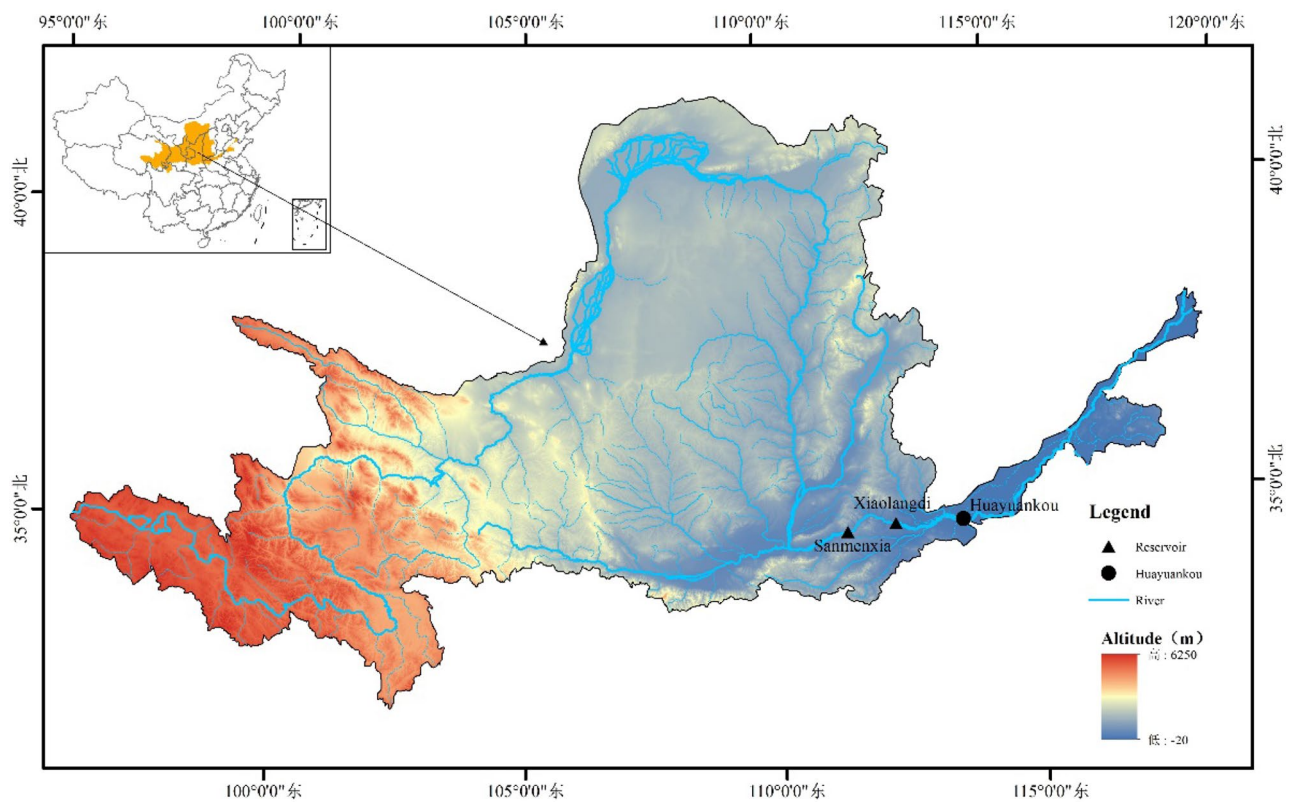 95°0'0"东 100°0'0"东 105°0'0"东 110°0'0"东 115°0'0"东 120°0'0"东
40°0'0"北
40°0'0"北
35°0'0"北
35°0'0"北
Xiaolangdi
Huayuankou
Sanmenxia
Legend
Reservoir
Huayuankou
River
Altitude（m）
高 : 6250
低 : -20
100°0'0"东 105°0'0"东 110°0'0"东 115°0'0"东